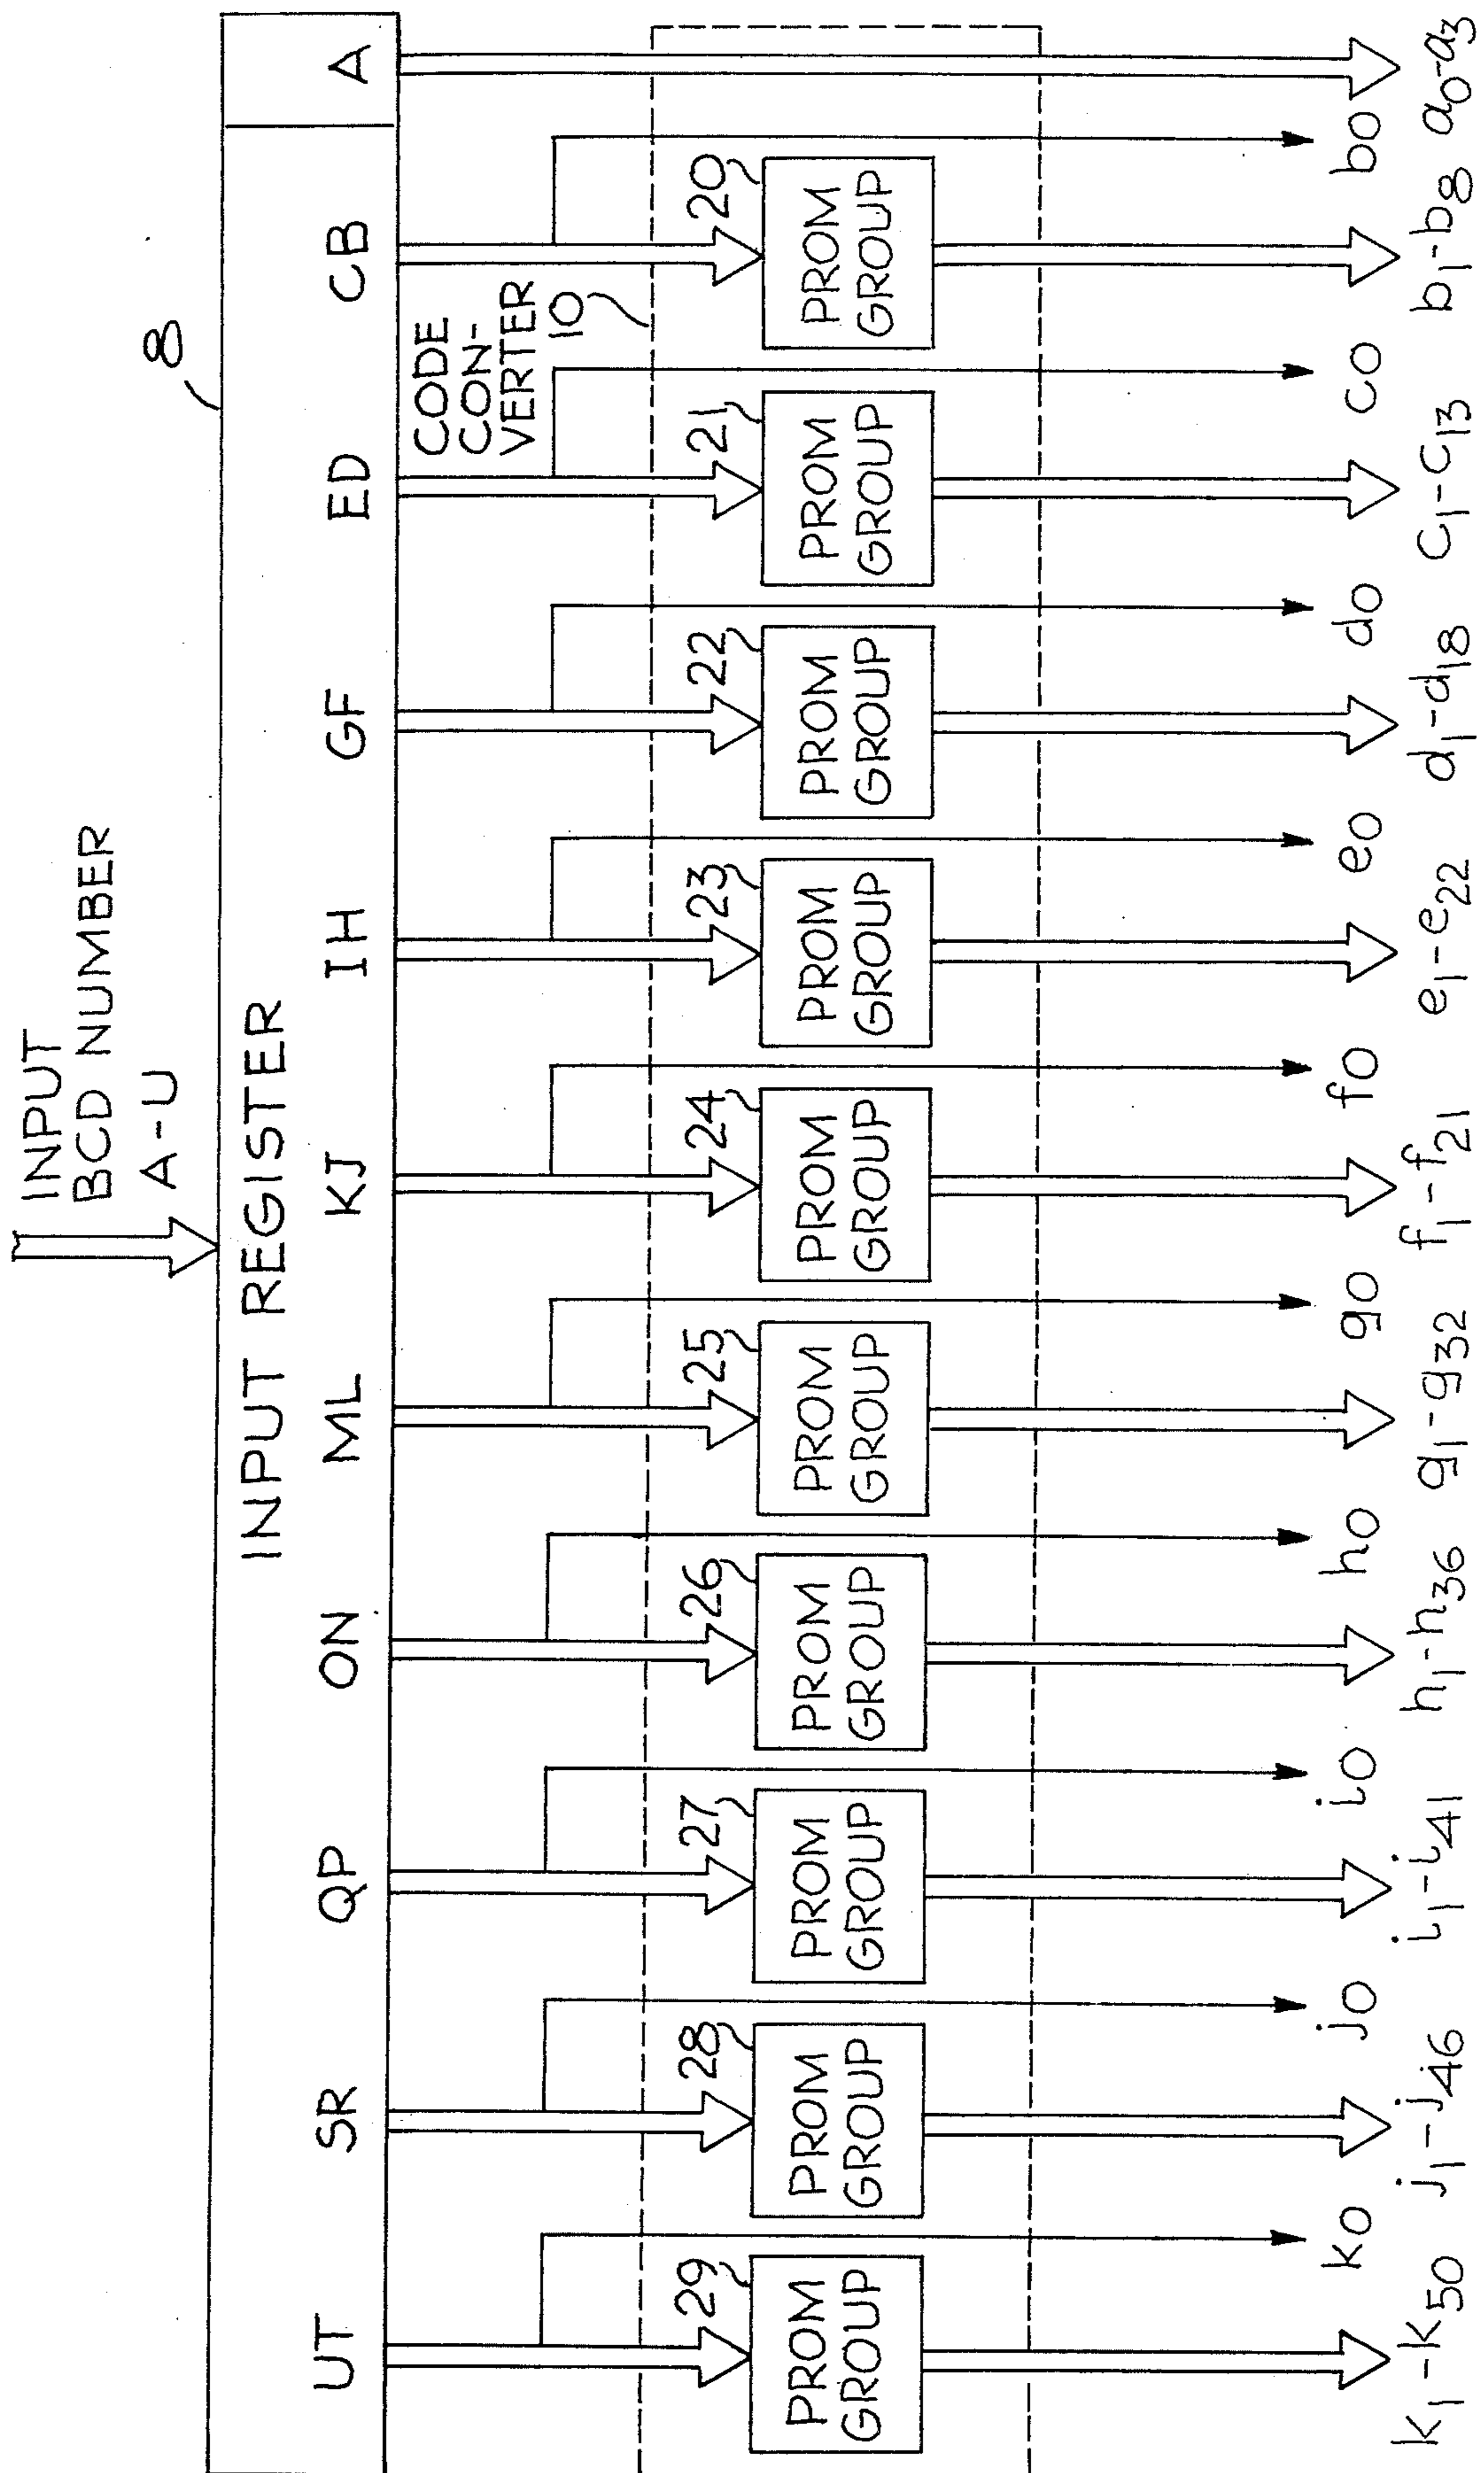 INPUT
BCD NUMBER
A-U
8
INPUT REGISTER
UT SR QP ON ML KJ IH GF ED CB A
CODE
CON-
VERTER
10
29 28 27 26 25 24 23 22 21 20
PROM GROUP PROM GROUP PROM GROUP PROM GROUP PROM GROUP PROM GROUP PROM GROUP PROM GROUP PROM GROUP PROM GROUP
k0 j0 i0 h0 g0 f0 e0 d0 c0 b0
k1-k50 j1-j46 i1-i41 h1-h36 g1-g32 f1-f21 e1-e22 d1-d18 c1-c13 b1-b8 a0-a3